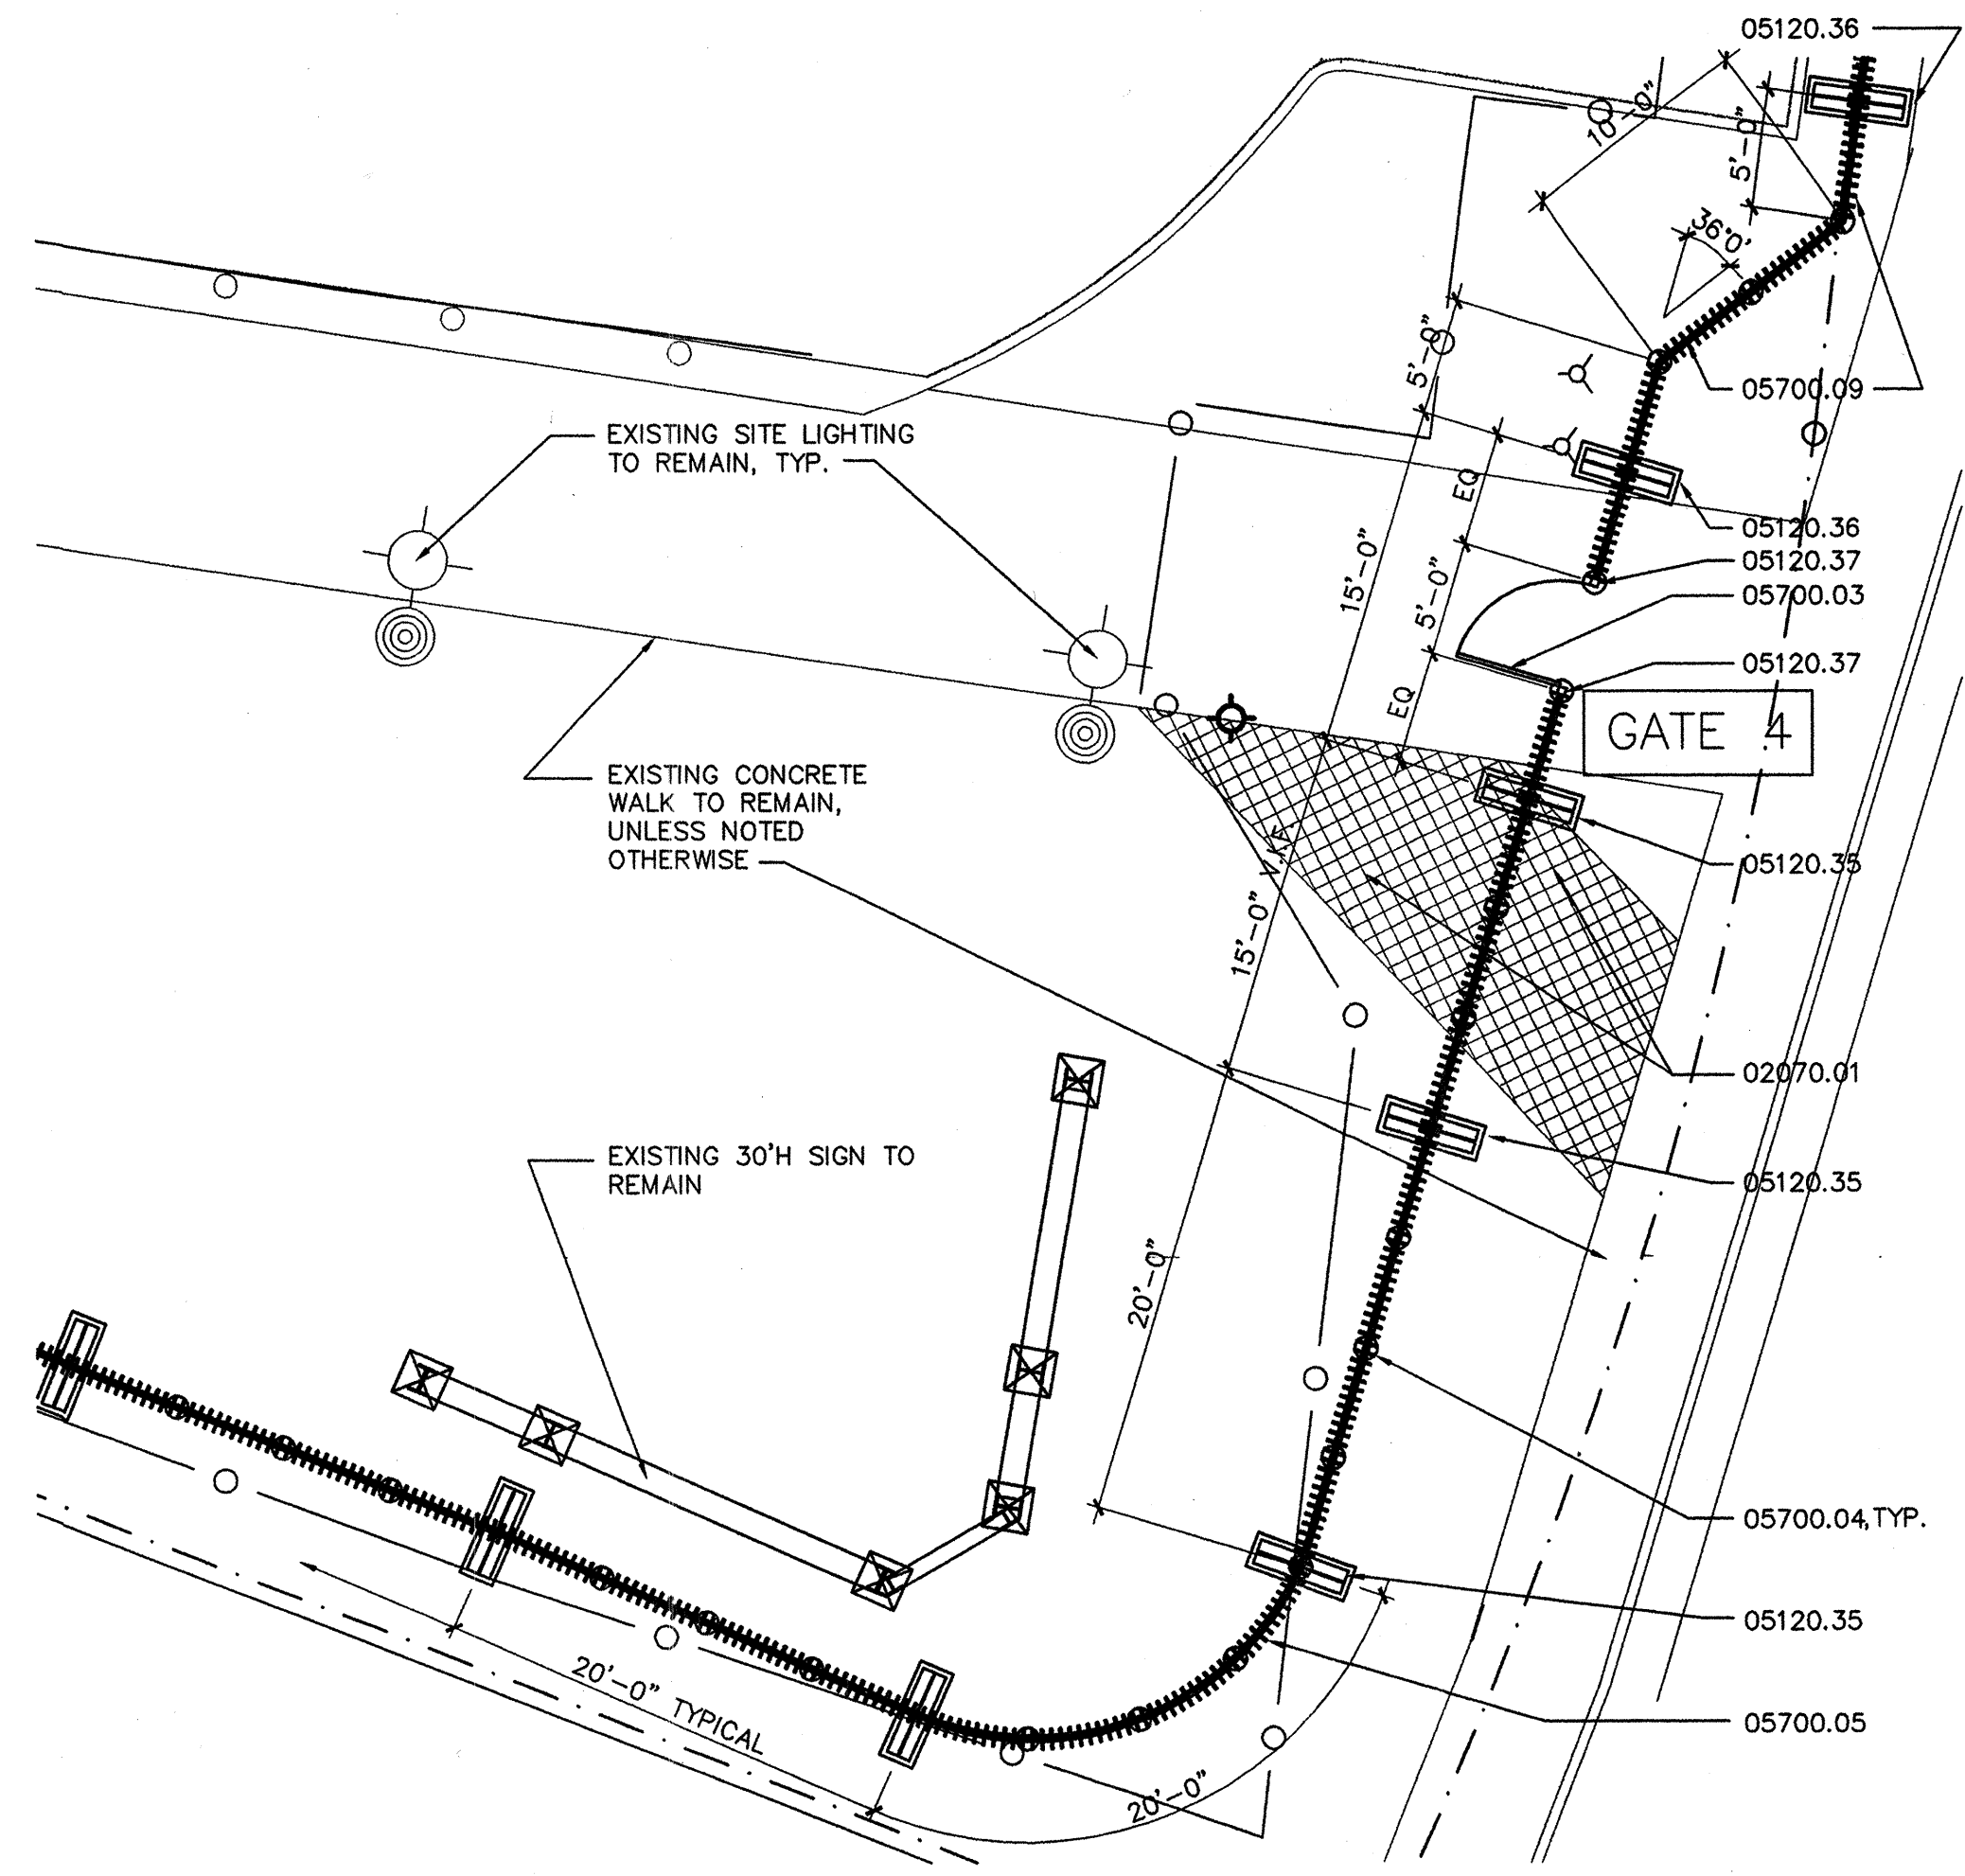 05120.36
10'-0"
5'-0"
36°0'
5'-0"
05700.09
EXISTING SITE LIGHTING
TO REMAIN, TYP.
EQ
05120.36
15'-0"
05120.37
5'-0"
05700.03
05120.37
EQ
GATE 4
EXISTING CONCRETE
WALK TO REMAIN,
UNLESS NOTED
OTHERWISE
05120.35
15'-0" V.I.F.
02070.01
EXISTING 30'H SIGN TO
REMAIN
05120.35
20'-0"
05700.04,TYP.
05120.35
20'-0" TYPICAL
05700.05
20'-0"